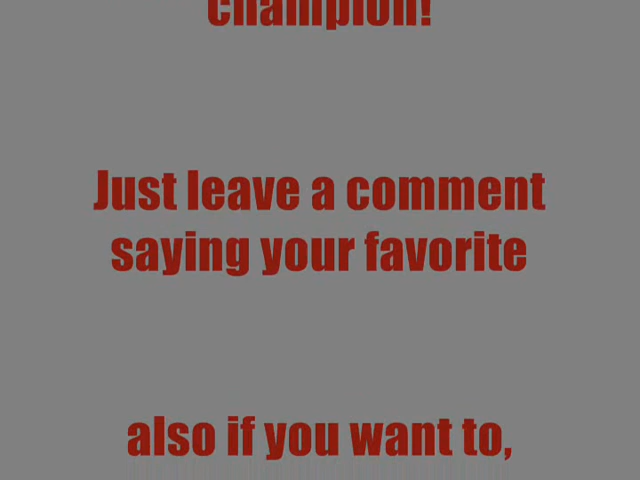 Champion!
Just leave a comment
saying your favorite
also if you want to,